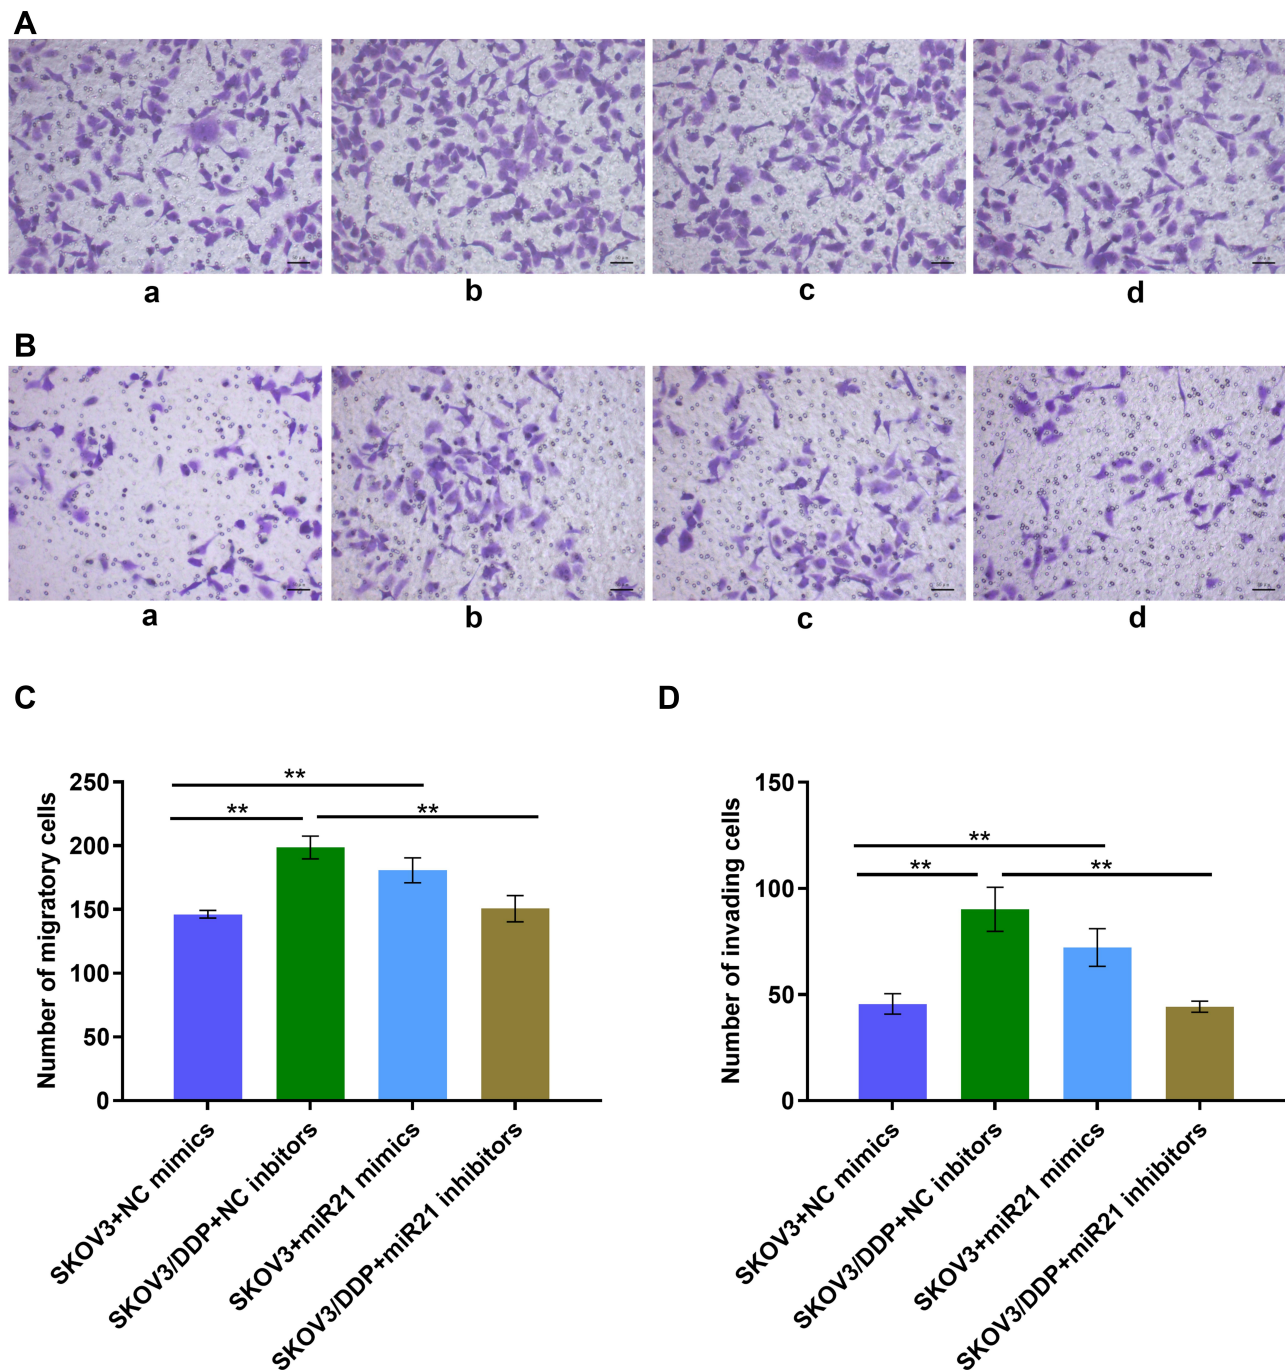 A
a
b
c
d
B
a
b
c
d
C
D
Number of migratory cells
250
200
150
100
50
0
**
**
**
SKOV3+NC mimics
SKOV3/DDP+NC inbitors
SKOV3+miR21 mimics
SKOV3/DDP+miR21 inhibitors
Number of invading cells
150
100
50
0
**
**
**
SKOV3+NC mimics
SKOV3/DDP+NC inbitors
SKOV3+miR21 mimics
SKOV3/DDP+miR21 inhibitors